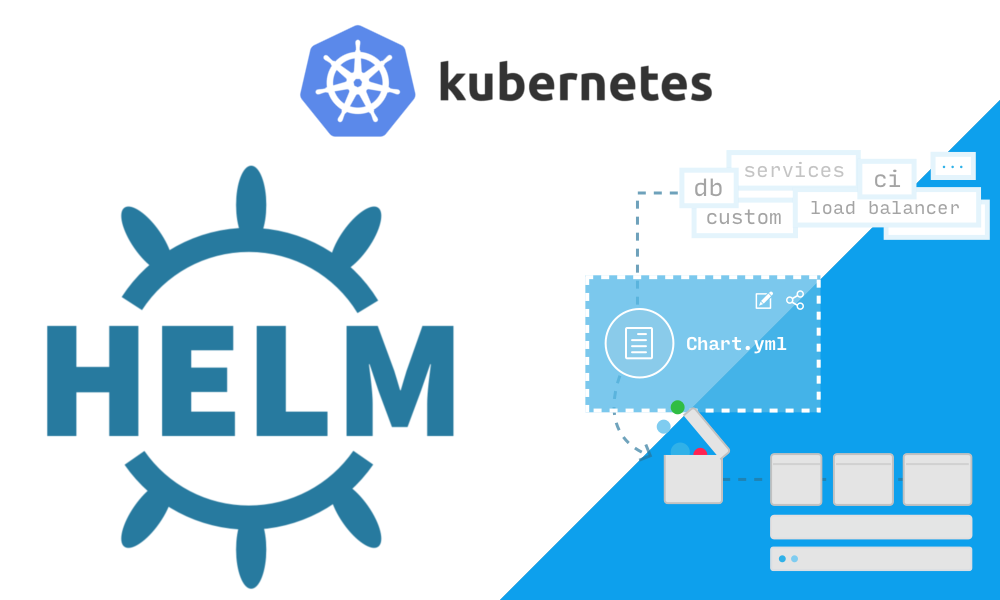 kubernetes
HELM
services
db
ci
...
custom
load balancer
Chart.yml